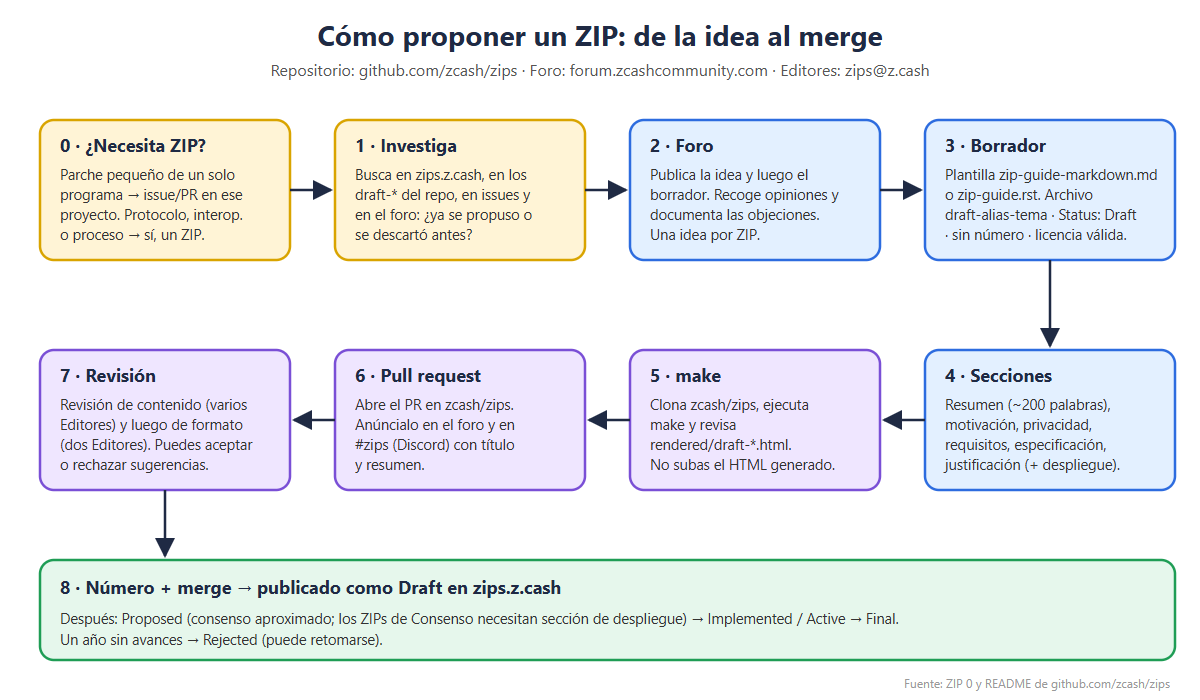 Cómo proponer un ZIP: de la idea al merge
Repositorio: github.com/zcash/zips · Foro: forum.zcashcommunity.com · Editores: zips@z.cash
0 · ¿Necesita ZIP?
Parche pequeño de un solo
programa → issue/PR en ese
proyecto. Protocolo, interop.
o proceso → sí, un ZIP.
1 · Investiga
Busca en zips.z.cash, en los
draft-* del repo, en issues y
en el foro: ¿ya se propuso o
se descartó antes?
2 · Foro
Publica la idea y luego el
borrador. Recoge opiniones y
documenta las objeciones.
Una idea por ZIP.
3 · Borrador
Plantilla zip-guide-markdown.md
o zip-guide.rst. Archivo
draft-alias-tema · Status: Draft
· sin número · licencia válida.
4 · Secciones
Resumen (~200 palabras),
motivación, privacidad,
requisitos, especificación,
justificación (+ despliegue).
5 · make
Clona zcash/zips, ejecuta
make y revisa
rendered/draft-*.html.
No subas el HTML generado.
6 · Pull request
Abre el PR en zcash/zips.
Anúncialo en el foro y en
#zips (Discord) con título
y resumen.
7 · Revisión
Revisión de contenido (varios
Editores) y luego de formato
(dos Editores). Puedes aceptar
o rechazar sugerencias.
8 · Número + merge → publicado como Draft en zips.z.cash
Después: Proposed (consenso aproximado; los ZIPs de Consenso necesitan sección de despliegue) → Implemented / Active → Final.
Un año sin avances → Rejected (puede retomarse).
Fuente: ZIP 0 y README de github.com/zcash/zips